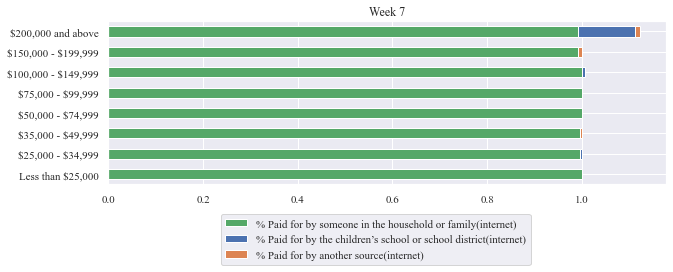 Week 7
$200,000 and above
$150,000 - $199,999
$100,000 - $149,999
$75,000 - $99,999
$50,000 - $74,999
$35,000 - $49,999
$25,000 - $34,999
Less than $25,000
0.0 0.2 0.4 0.6 0.8 1.0
% Paid for by someone in the household or family(internet)
% Paid for by the children’s school or school district(internet)
% Paid for by another source(internet)